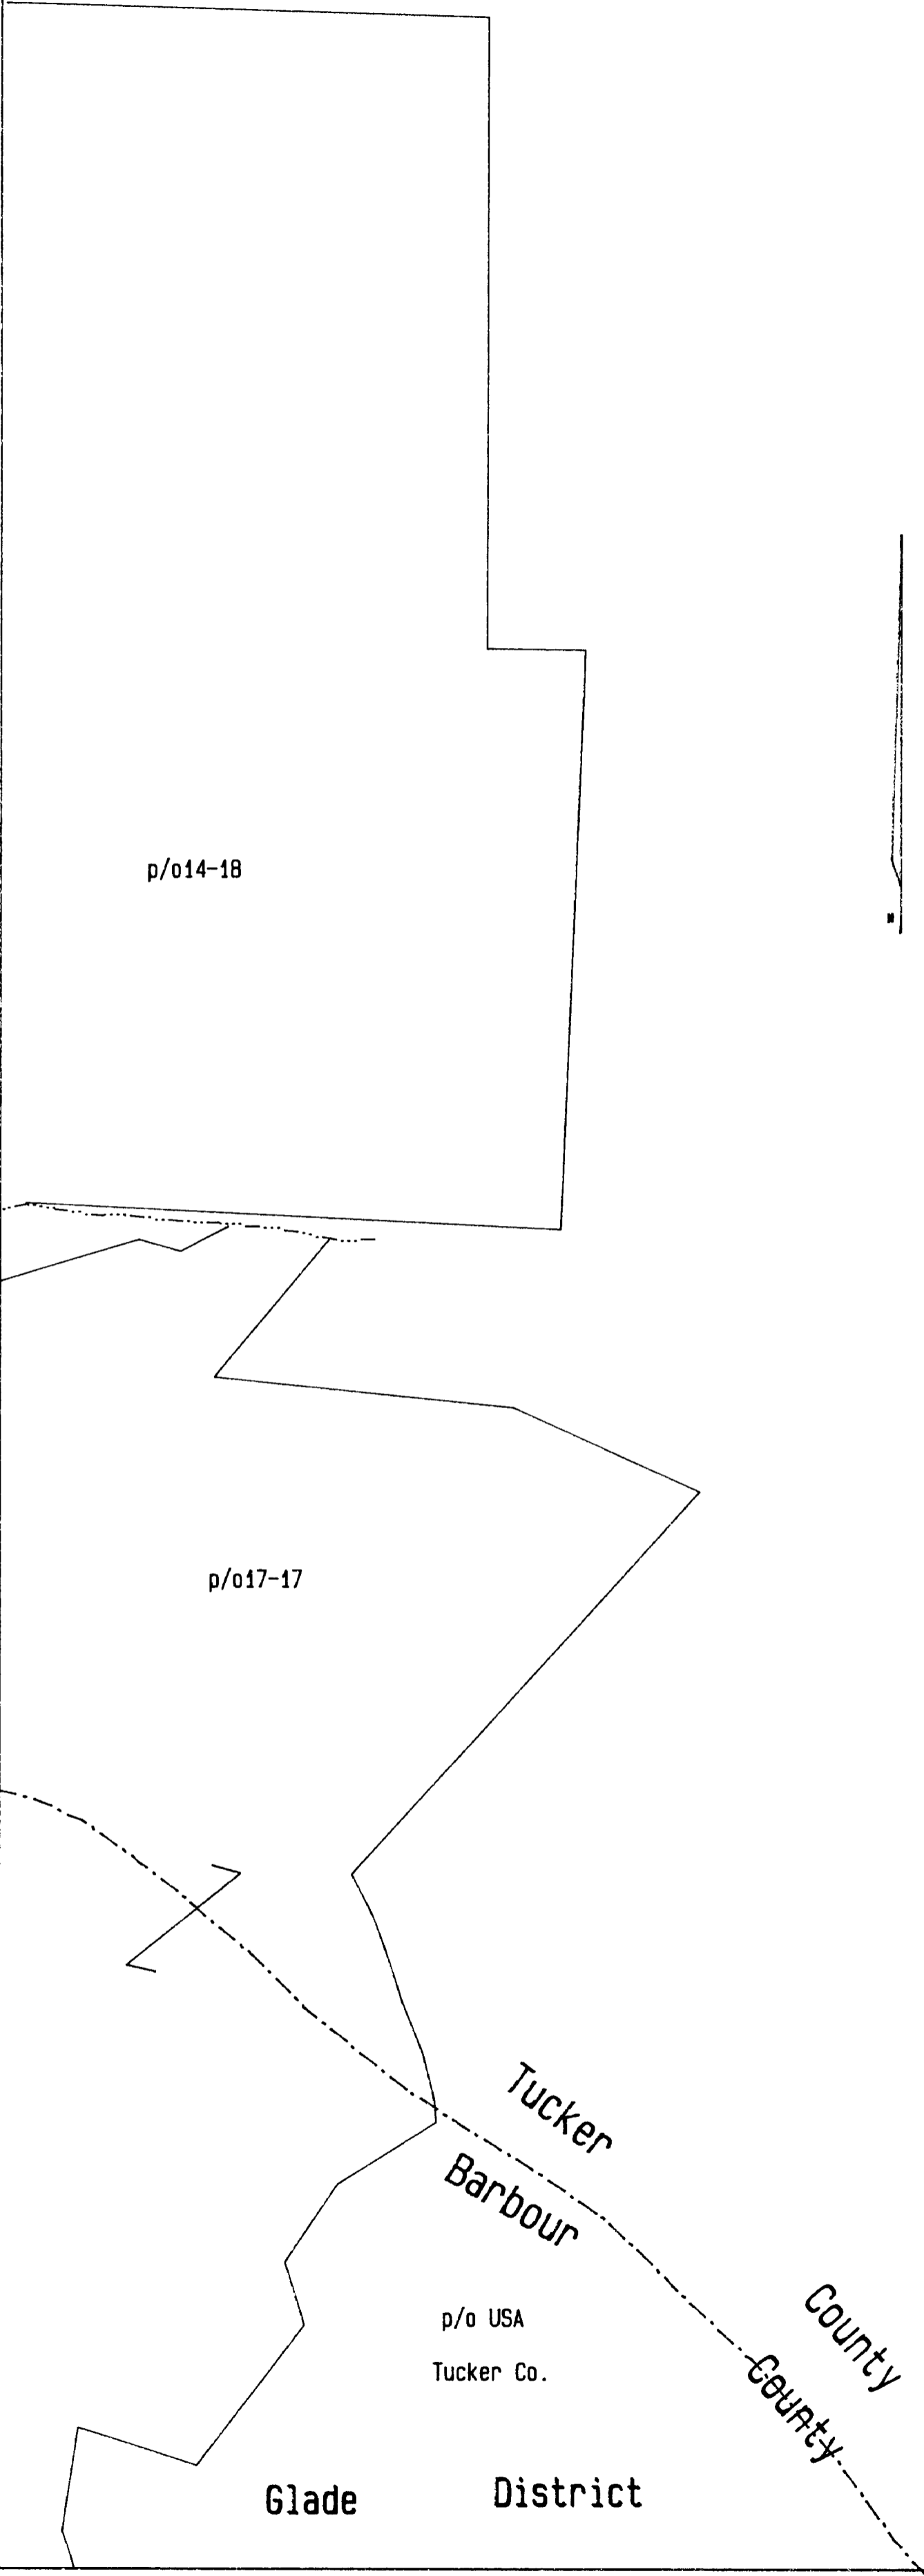 p/o14-18
p/o17-17
Tucker County
Barbour County
p/o USA
Tucker Co.
Glade District